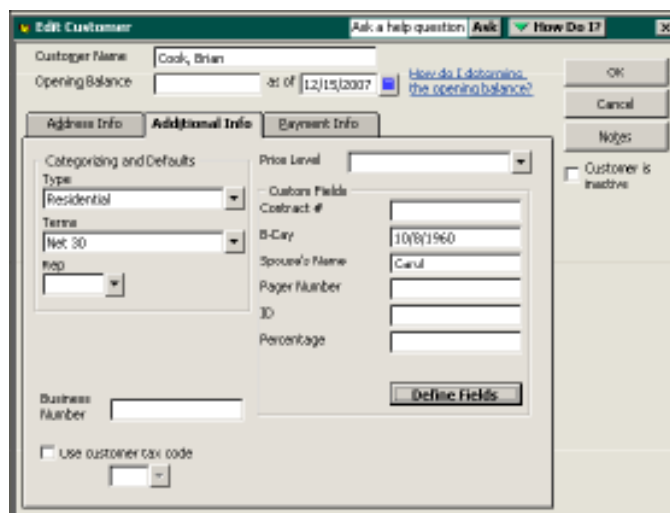 Edit Customer
Ask a help question Ask How Do I?
Customer Name Cook, Brian
Opening Balance as of 12/15/2007 How do I determine the opening balance?
OK
Cancel
Notes
Customer is inactive
Address Info Additional Info Payment Info
Categorizing and Defaults
Type
Residential
Terms
Net 30
Rep
Price Level
Custom Fields
Contract #
B-Day 10/8/1960
Spouse's Name Carol
Pager Number
ID
Percentage
Define Fields
Business Number
Use customer tax code